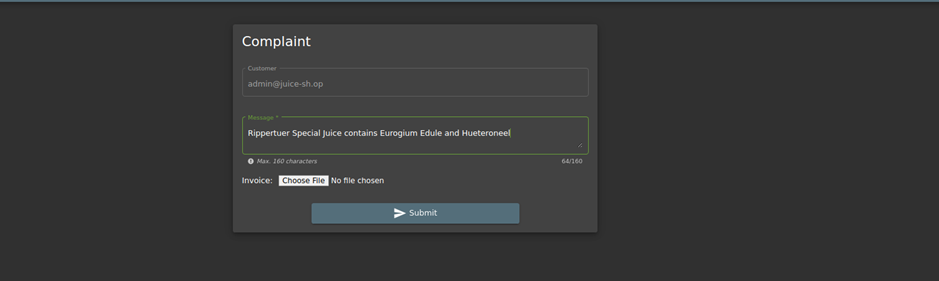 Complaint
Customer
admin@juice-sh.op
Message *
Rippertuer Special Juice contains Eurogium Edule and Hueteroneel
Max. 160 characters
64/160
Invoice: Choose File No file chosen
Submit